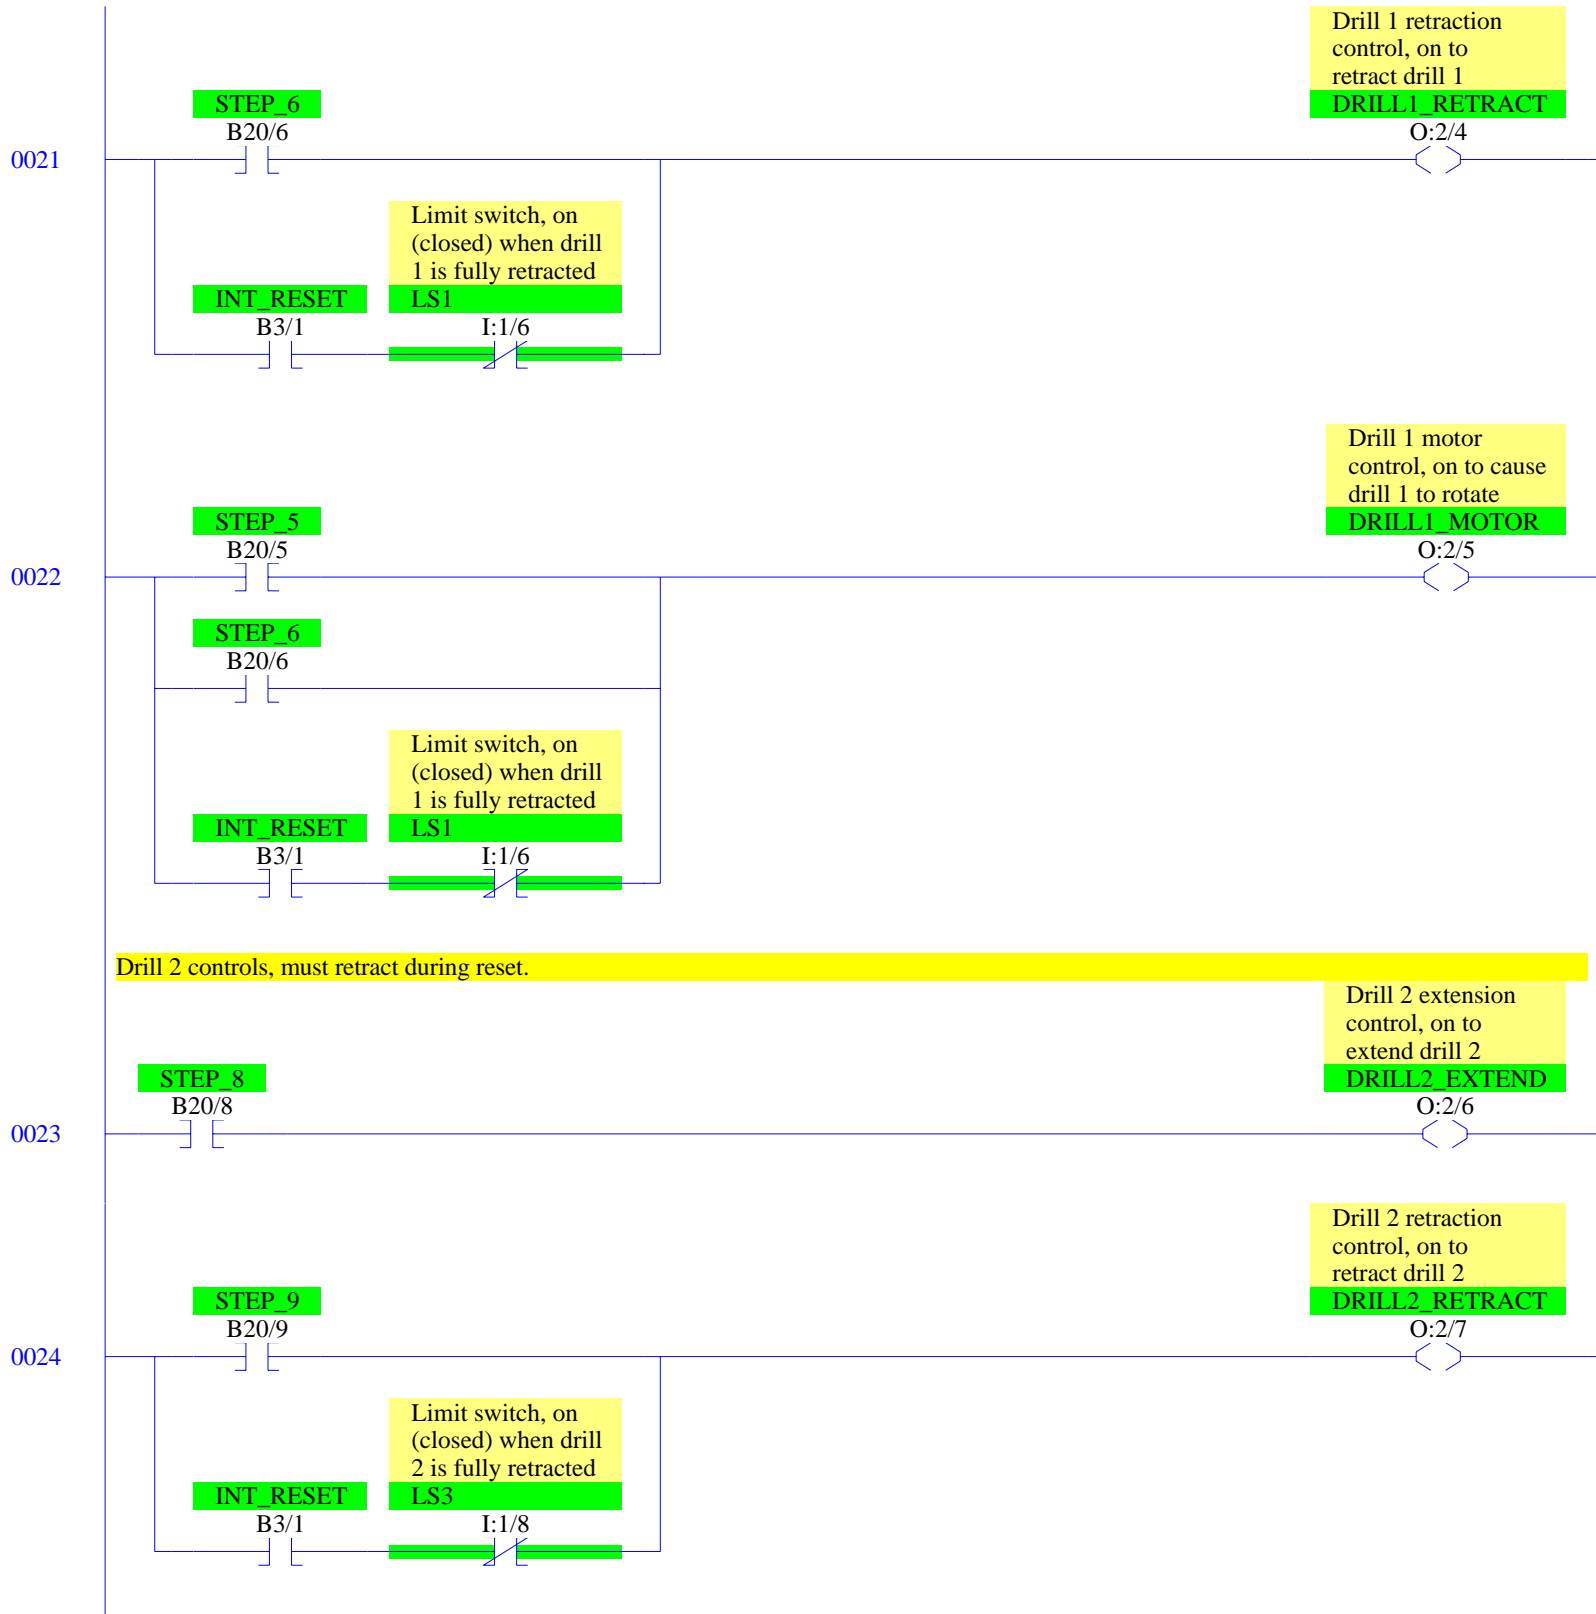 Drill 1 retraction
control, on to
retract drill 1
STEP_6
DRILL1_RETRACT
B20/6
O:2/4
0021
Limit switch, on
(closed) when drill
1 is fully retracted
INT_RESET
LS1
B3/1
I:1/6
Drill 1 motor
control, on to cause
drill 1 to rotate
STEP_5
DRILL1_MOTOR
B20/5
O:2/5
0022
STEP_6
B20/6
Limit switch, on
(closed) when drill
1 is fully retracted
INT_RESET
LS1
B3/1
I:1/6
Drill 2 controls, must retract during reset.
Drill 2 extension
control, on to
extend drill 2
STEP_8
DRILL2_EXTEND
B20/8
O:2/6
0023
Drill 2 retraction
control, on to
retract drill 2
STEP_9
DRILL2_RETRACT
B20/9
O:2/7
0024
Limit switch, on
(closed) when drill
2 is fully retracted
INT_RESET
LS3
B3/1
I:1/8